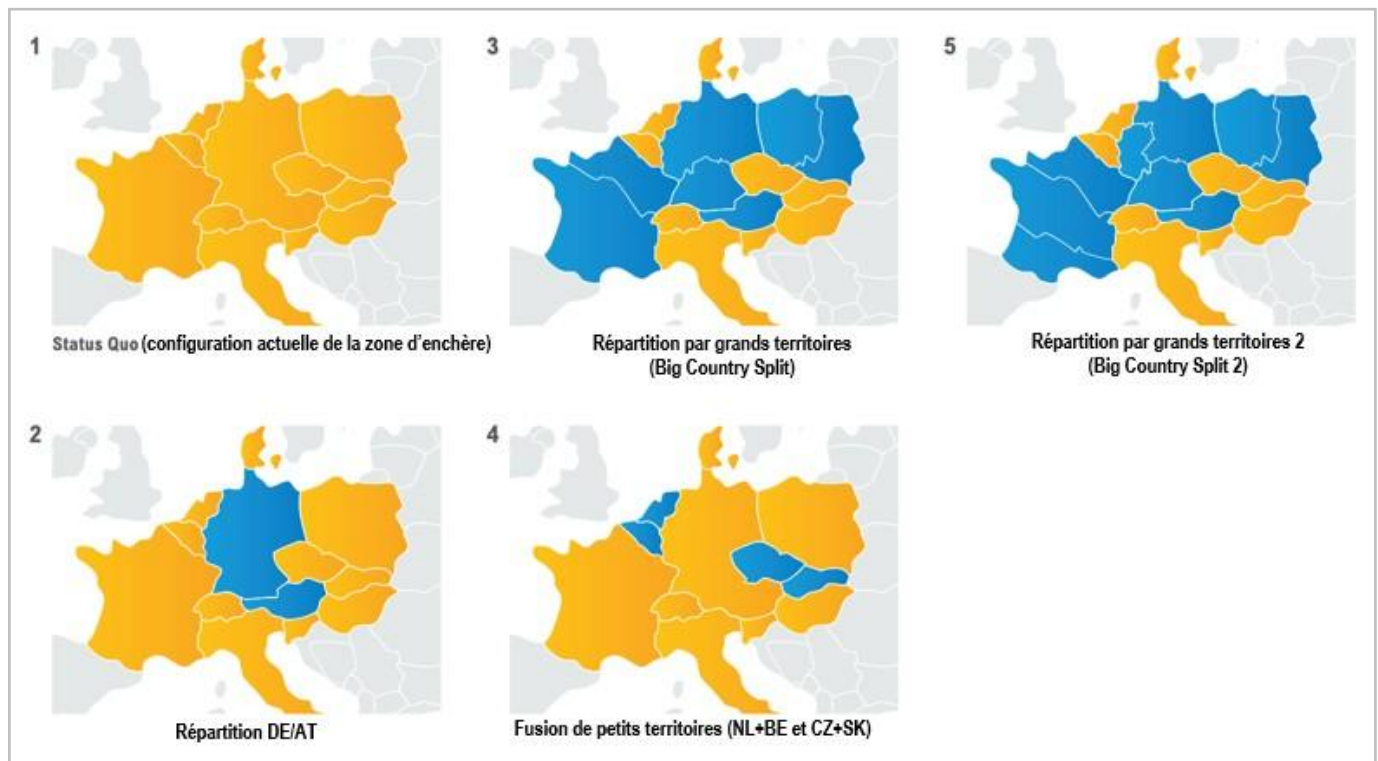 1
3
5
Status Quo (configuration actuelle de la zone d'enchère)
Répartition par grands territoires
(Big Country Split)
Répartition par grands territoires 2
(Big Country Split 2)
2
4
Répartition DE/AT
Fusion de petits territoires (NL+BE et CZ+SK)